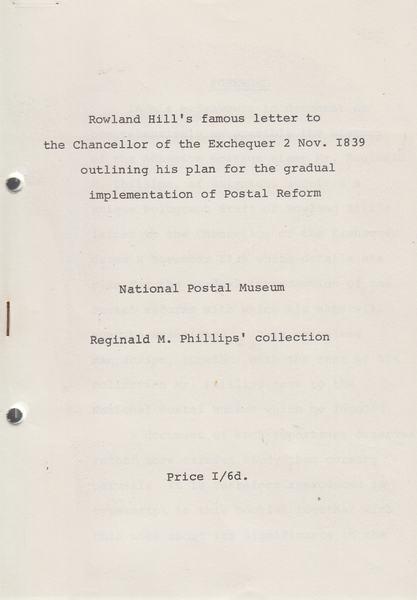 Rowland Hill's famous letter to
the Chancellor of the Exchequer 2 Nov. I839
outlining his plan for the gradual
implementation of Postal Reform
National Postal Museum
Reginald M. Phillips' collection
Price I/6d.